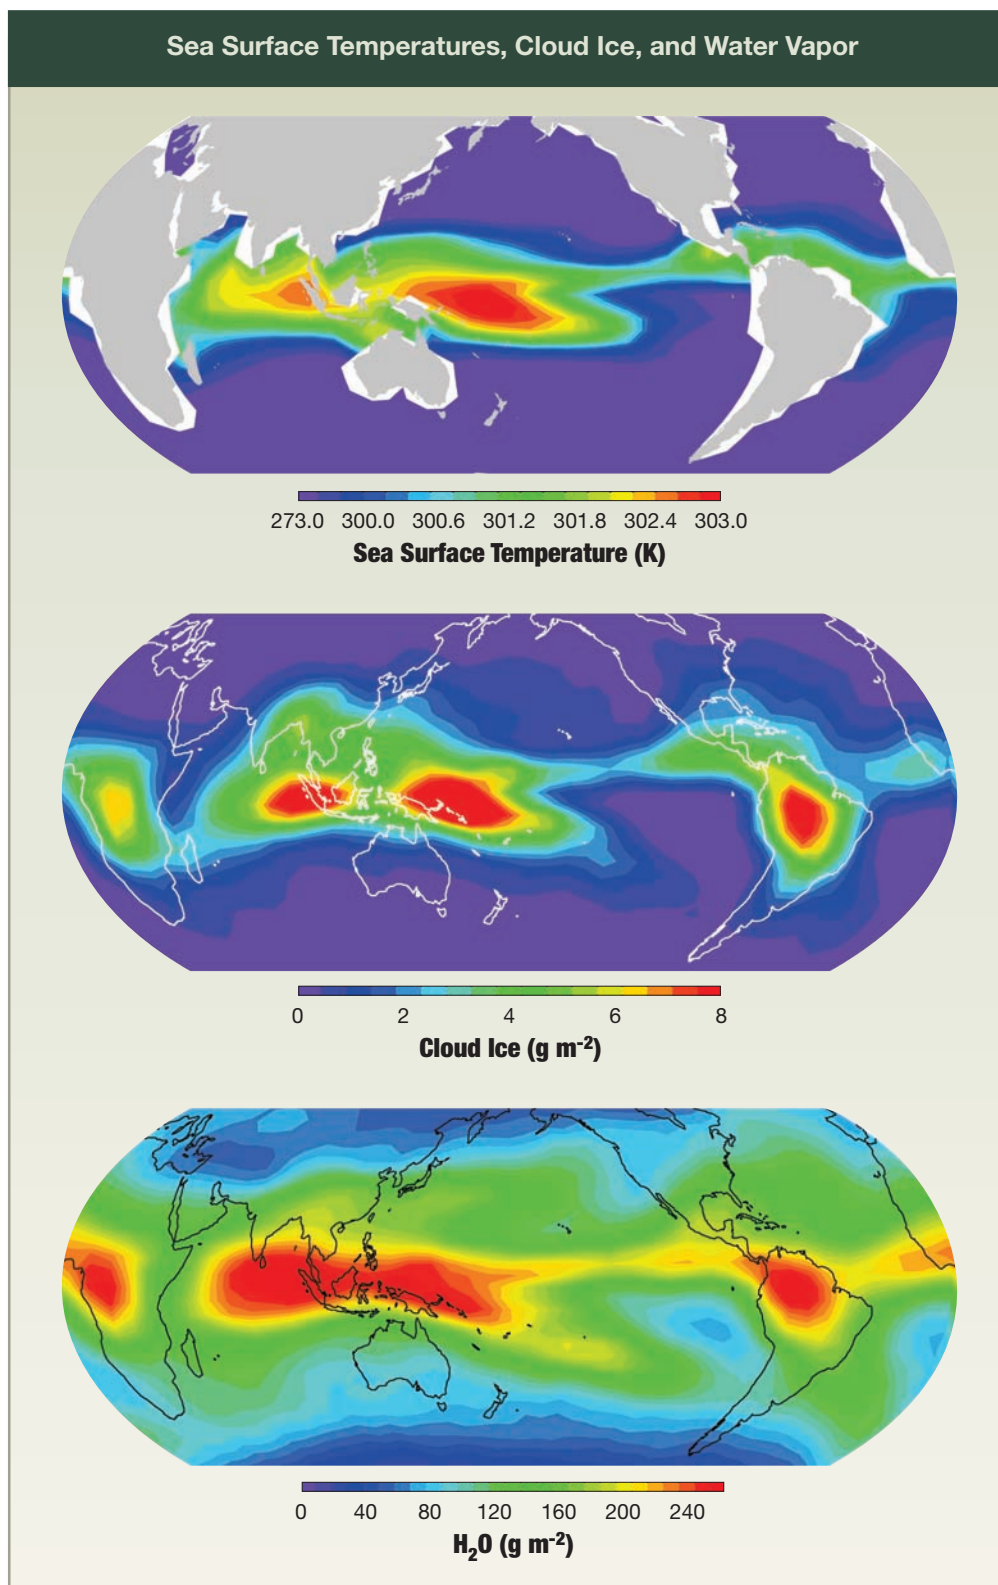 Sea Surface Temperatures, Cloud Ice, and Water Vapor
273.0 300.0 300.6 301.2 301.8 302.4 303.0
Sea Surface Temperature (K)
0 2 4 6 8
Cloud Ice (g m⁻²)
0 40 80 120 160 200 240
H₂O (g m⁻²)